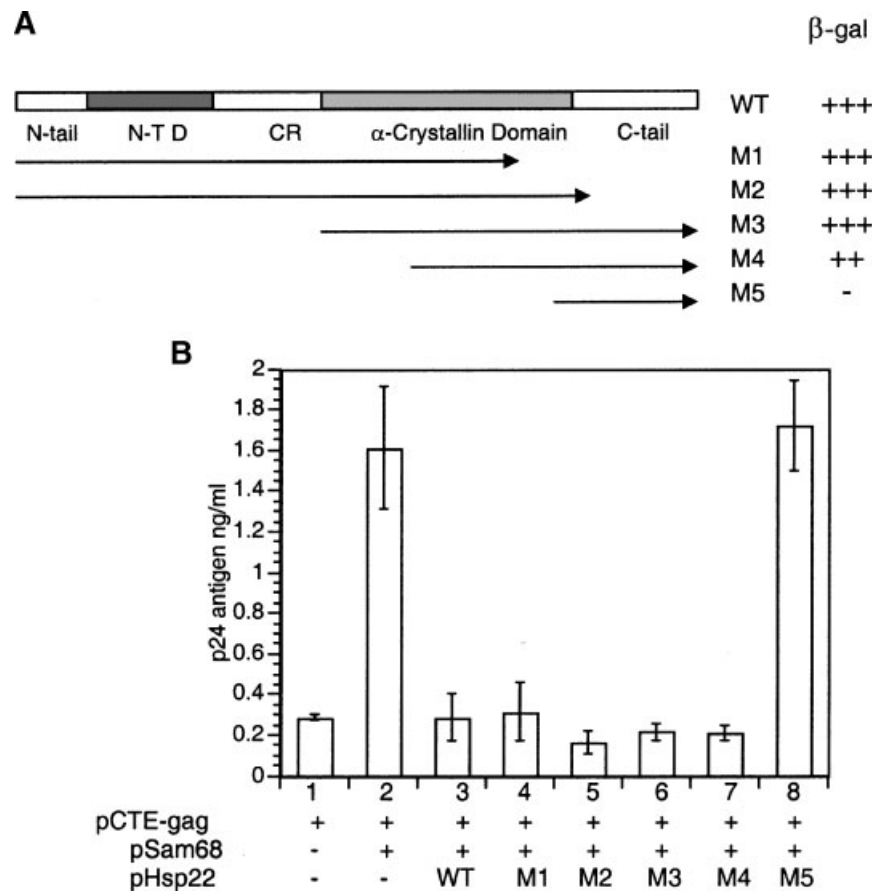 A
β-gal
WT +++
N-tail N-T D CR α-Crystallin Domain C-tail
M1 +++
M2 +++
M3 +++
M4 ++
M5 -
B
p24 antigen ng/ml
2
1.8
1.6
1.4
1.2
1
0.8
0.6
0.4
0.2
0
1 2 3 4 5 6 7 8
pCTE-gag + + + + + + + +
pSam68 - + + + + + + +
pHsp22 - - WT M1 M2 M3 M4 M5